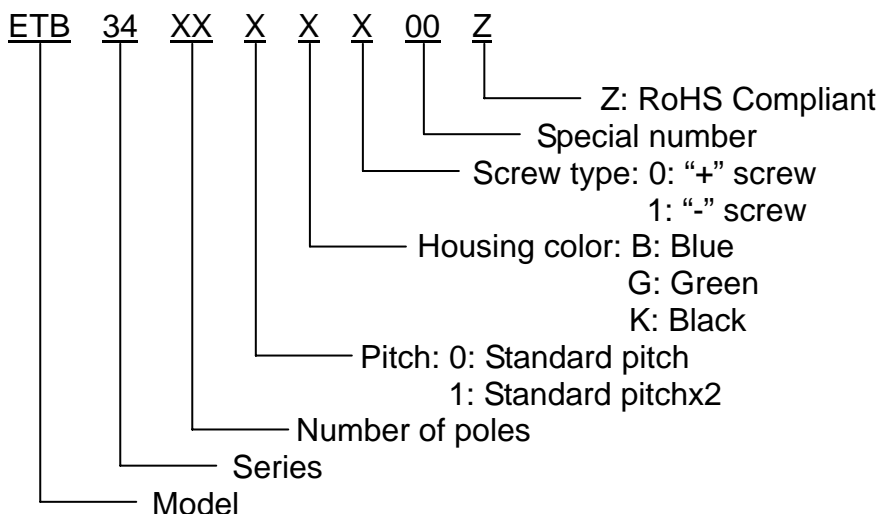 ETB 34 XX X X X 00 Z
Z: RoHS Compliant
Special number
Screw type: 0: “+” screw
1: “-” screw
Housing color: B: Blue
G: Green
K: Black
Pitch: 0: Standard pitch
1: Standard pitchx2
Number of poles
Series
Model